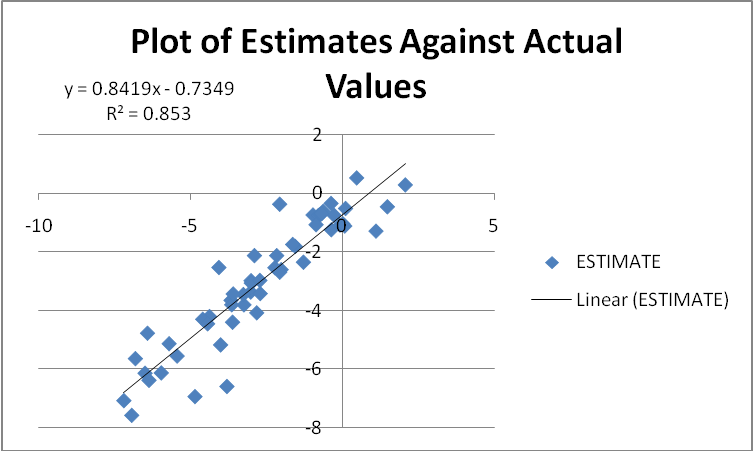 Plot of Estimates Against Actual
Values
y = 0.8419x - 0.7349
R² = 0.853
2
0
-10
-5
0
5
-2
-4
-6
-8
ESTIMATE
Linear (ESTIMATE)